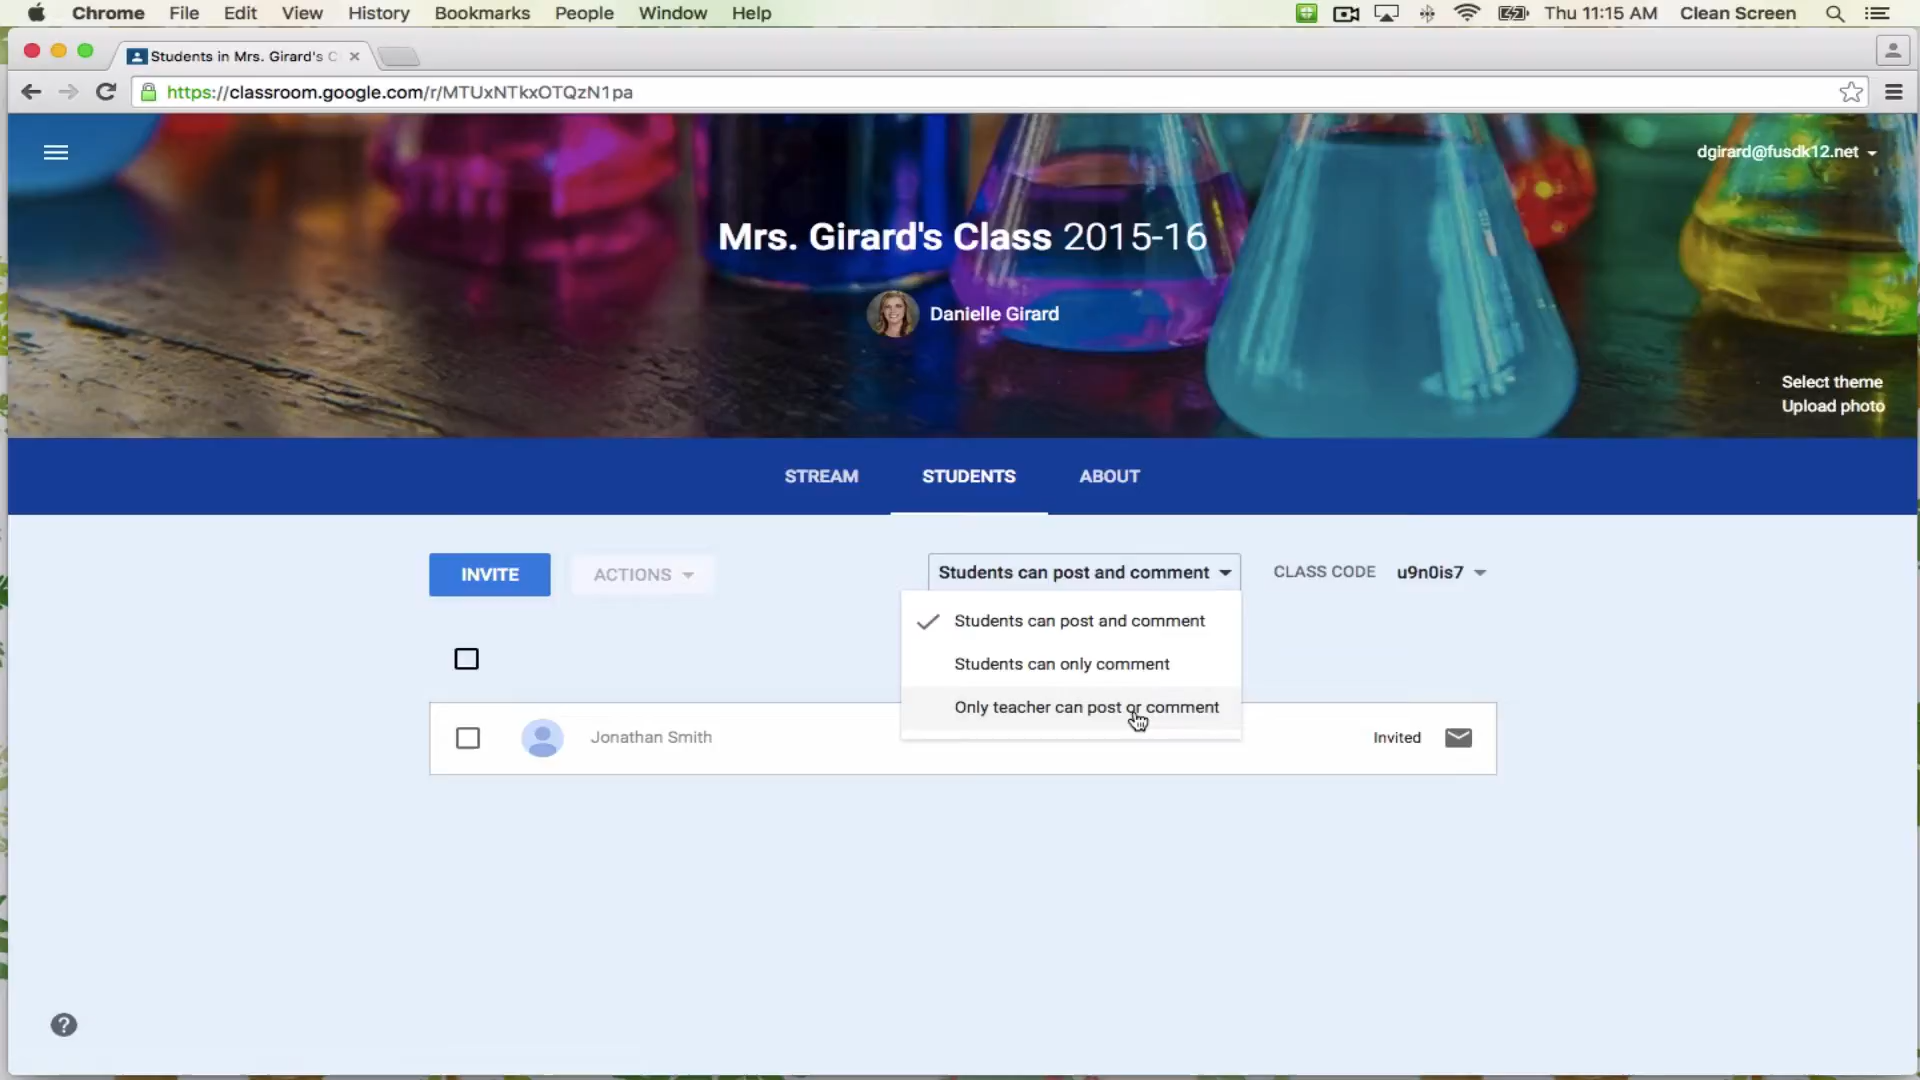 Chrome File Edit View History Bookmarks People Window Help Thu 11:15 AM Clean Screen
Students in Mrs. Girard's C
https://classroom.google.com/r/MTUxNTkxOTQzN1pa
dgirard@fusdk12.net
Mrs. Girard's Class 2015-16
Danielle Girard
Select theme
Upload photo
STREAM STUDENTS ABOUT
INVITE ACTIONS Students can post and comment CLASS CODE u9n0is7
Students can post and comment
Students can only comment
Only teacher can post or comment
Jonathan Smith Invited
?